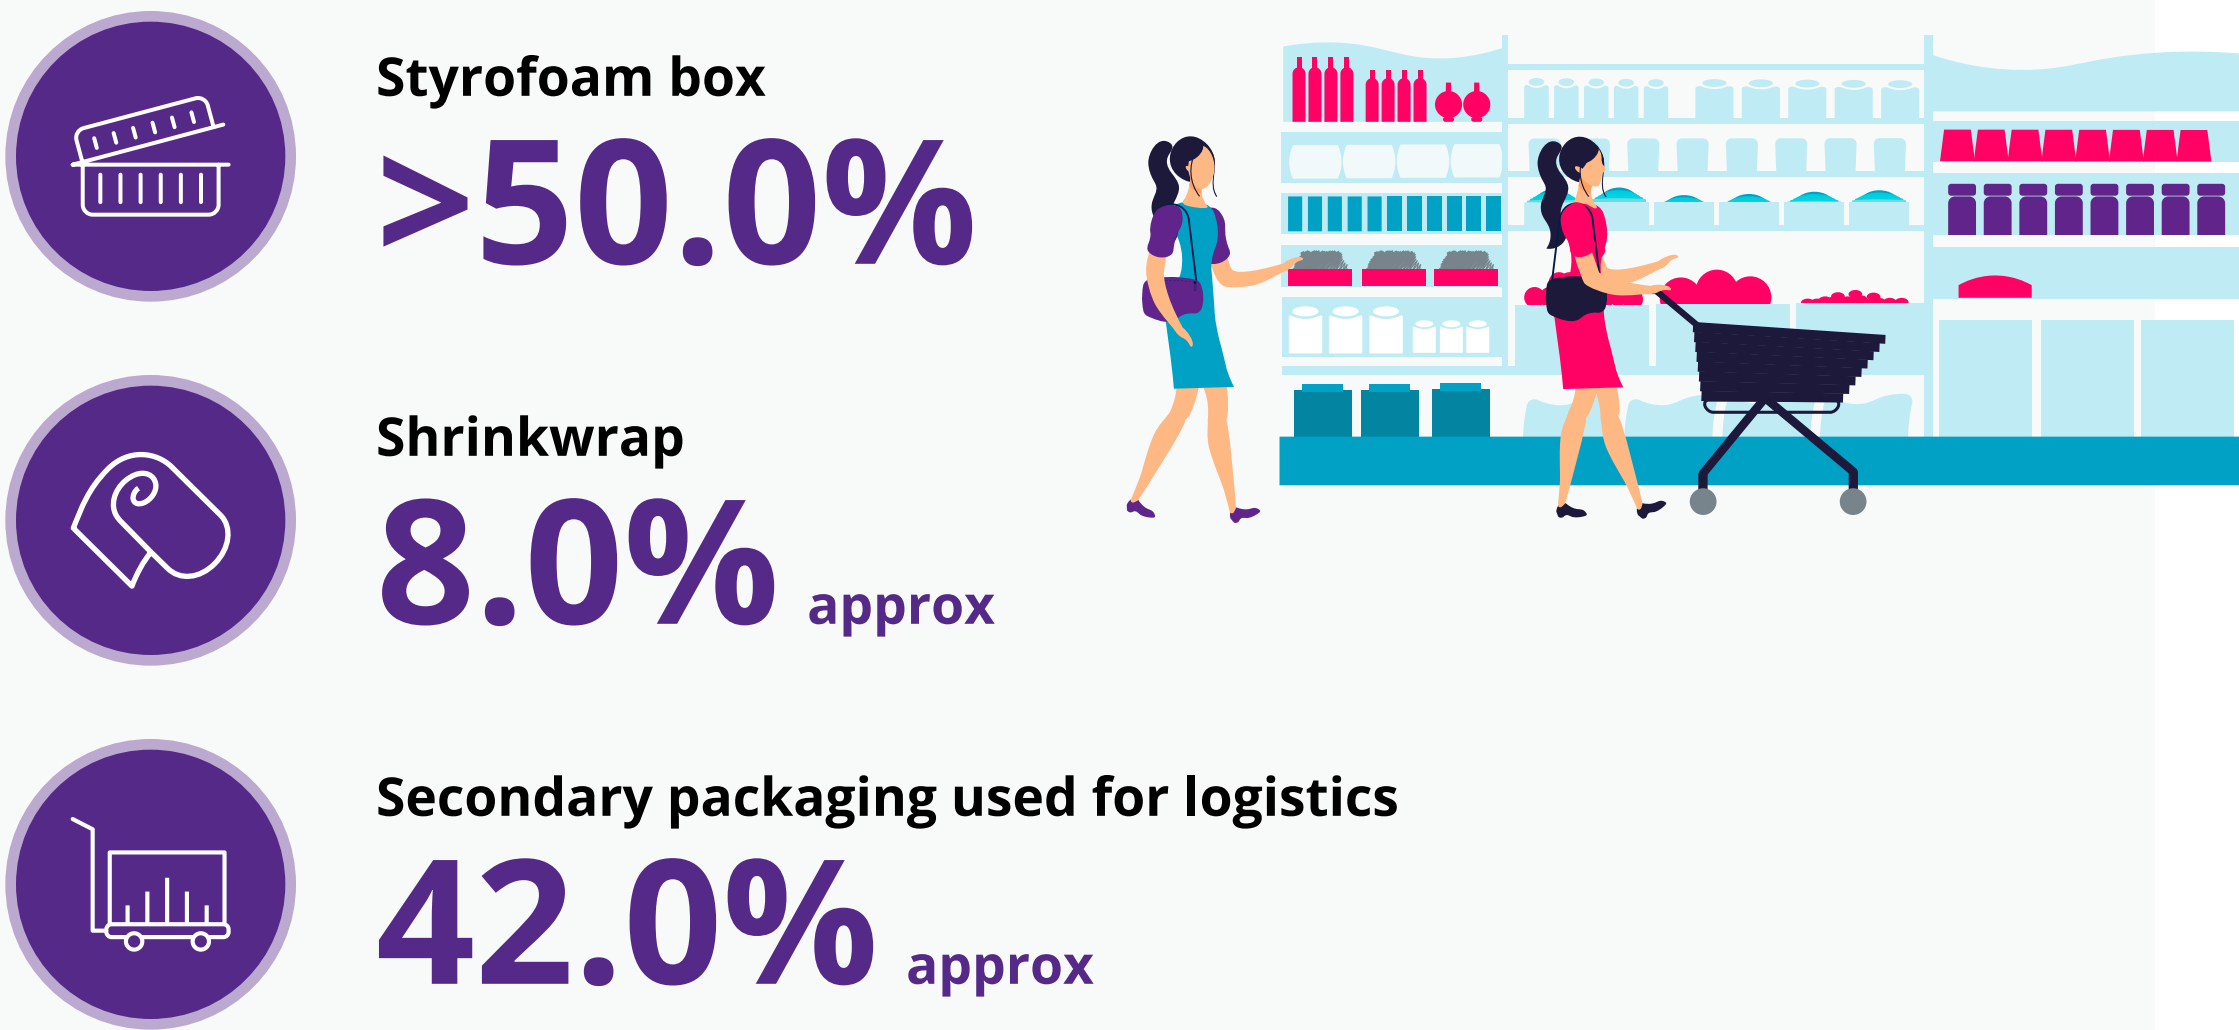 Styrofoam box
>50.0%
Shrinkwrap
8.0% approx
Secondary packaging used for logistics
42.0% approx